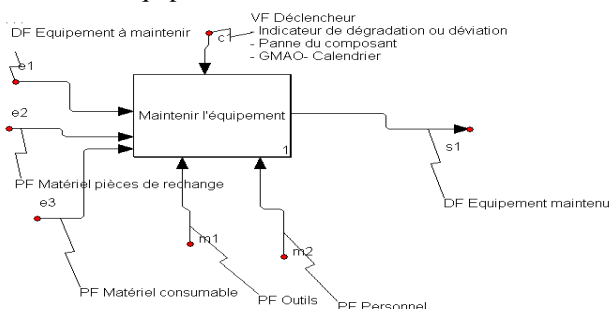 VF Déclencheur
- Indicateur de dégradation ou déviation
- Panne du composant
- GMAO- Calendrier
c1
DF Equipement à maintenir
e1
e2
Maintenir l'équipement
1
s1
PF Matériel pièces de rechange
e3
DF Equipement maintenu
m1
m2
PF Matériel consumable
PF Outils
PF Personnel